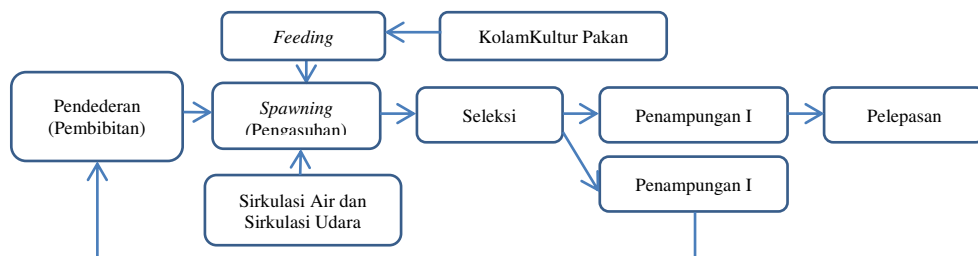 Feeding
KolamKultur Pakan
Pendederan
(Pembibitan)
Spawning
(Pengasuhan)
Seleksi
Penampungan I
Pelepasan
Penampungan I
Sirkulasi Air dan
Sirkulasi Udara